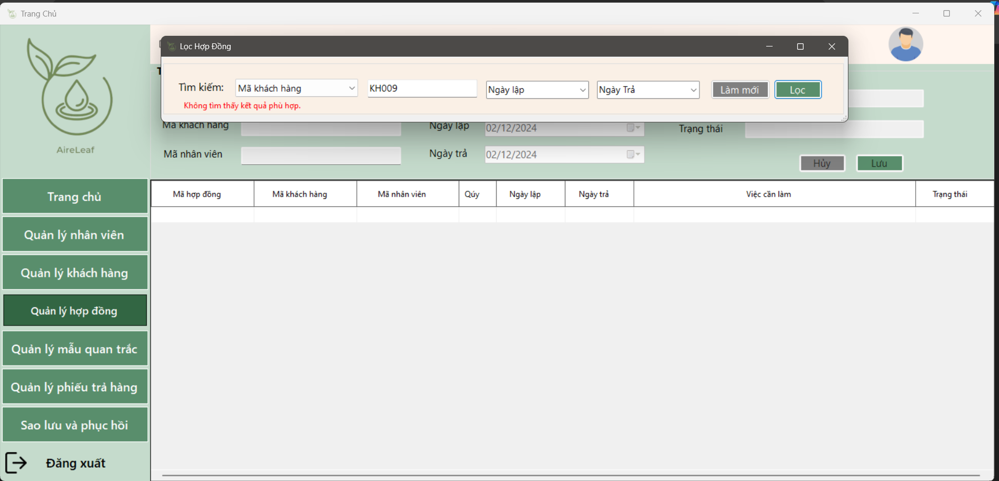 Trang Chủ
AireLeaf
Trang chủ
Quản lý nhân viên
Quản lý khách hàng
Quản lý hợp đồng
Quản lý mẫu quan trắc
Quản lý phiếu trả hàng
Sao lưu và phục hồi
Đăng xuất
Lọc Hợp Đồng
Tìm kiếm: Mã khách hàng KH009 Ngày lập Ngày Trả Làm mới Lọc
Không tìm thấy kết quả phù hợp.
Mã khách hàng Ngày lập 02/12/2024 Trạng thái
Mã nhân viên Ngày trả 02/12/2024
Hủy Lưu
Mã hợp đồng Mã khách hàng Mã nhân viên Qúy Ngày lập Ngày trả Việc cần làm Trạng thái